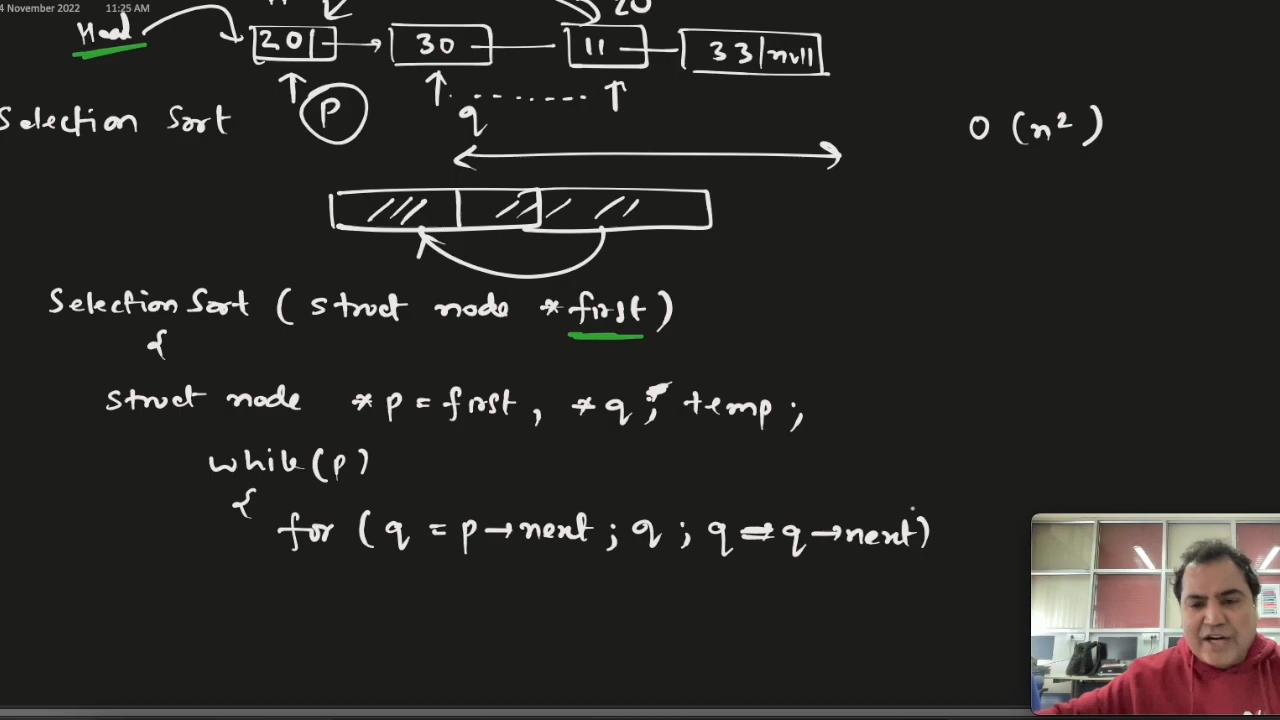 4 November 2022 11:25 AM
20
Head
201
30
11
33 | null
p
q
Selection Sort
O (n²)
Selection Sort ( struct node * first )
{
struct node * p = first , * q ; temp ;
while (p)
{
for ( q = p → next ; q ; q = q → next )